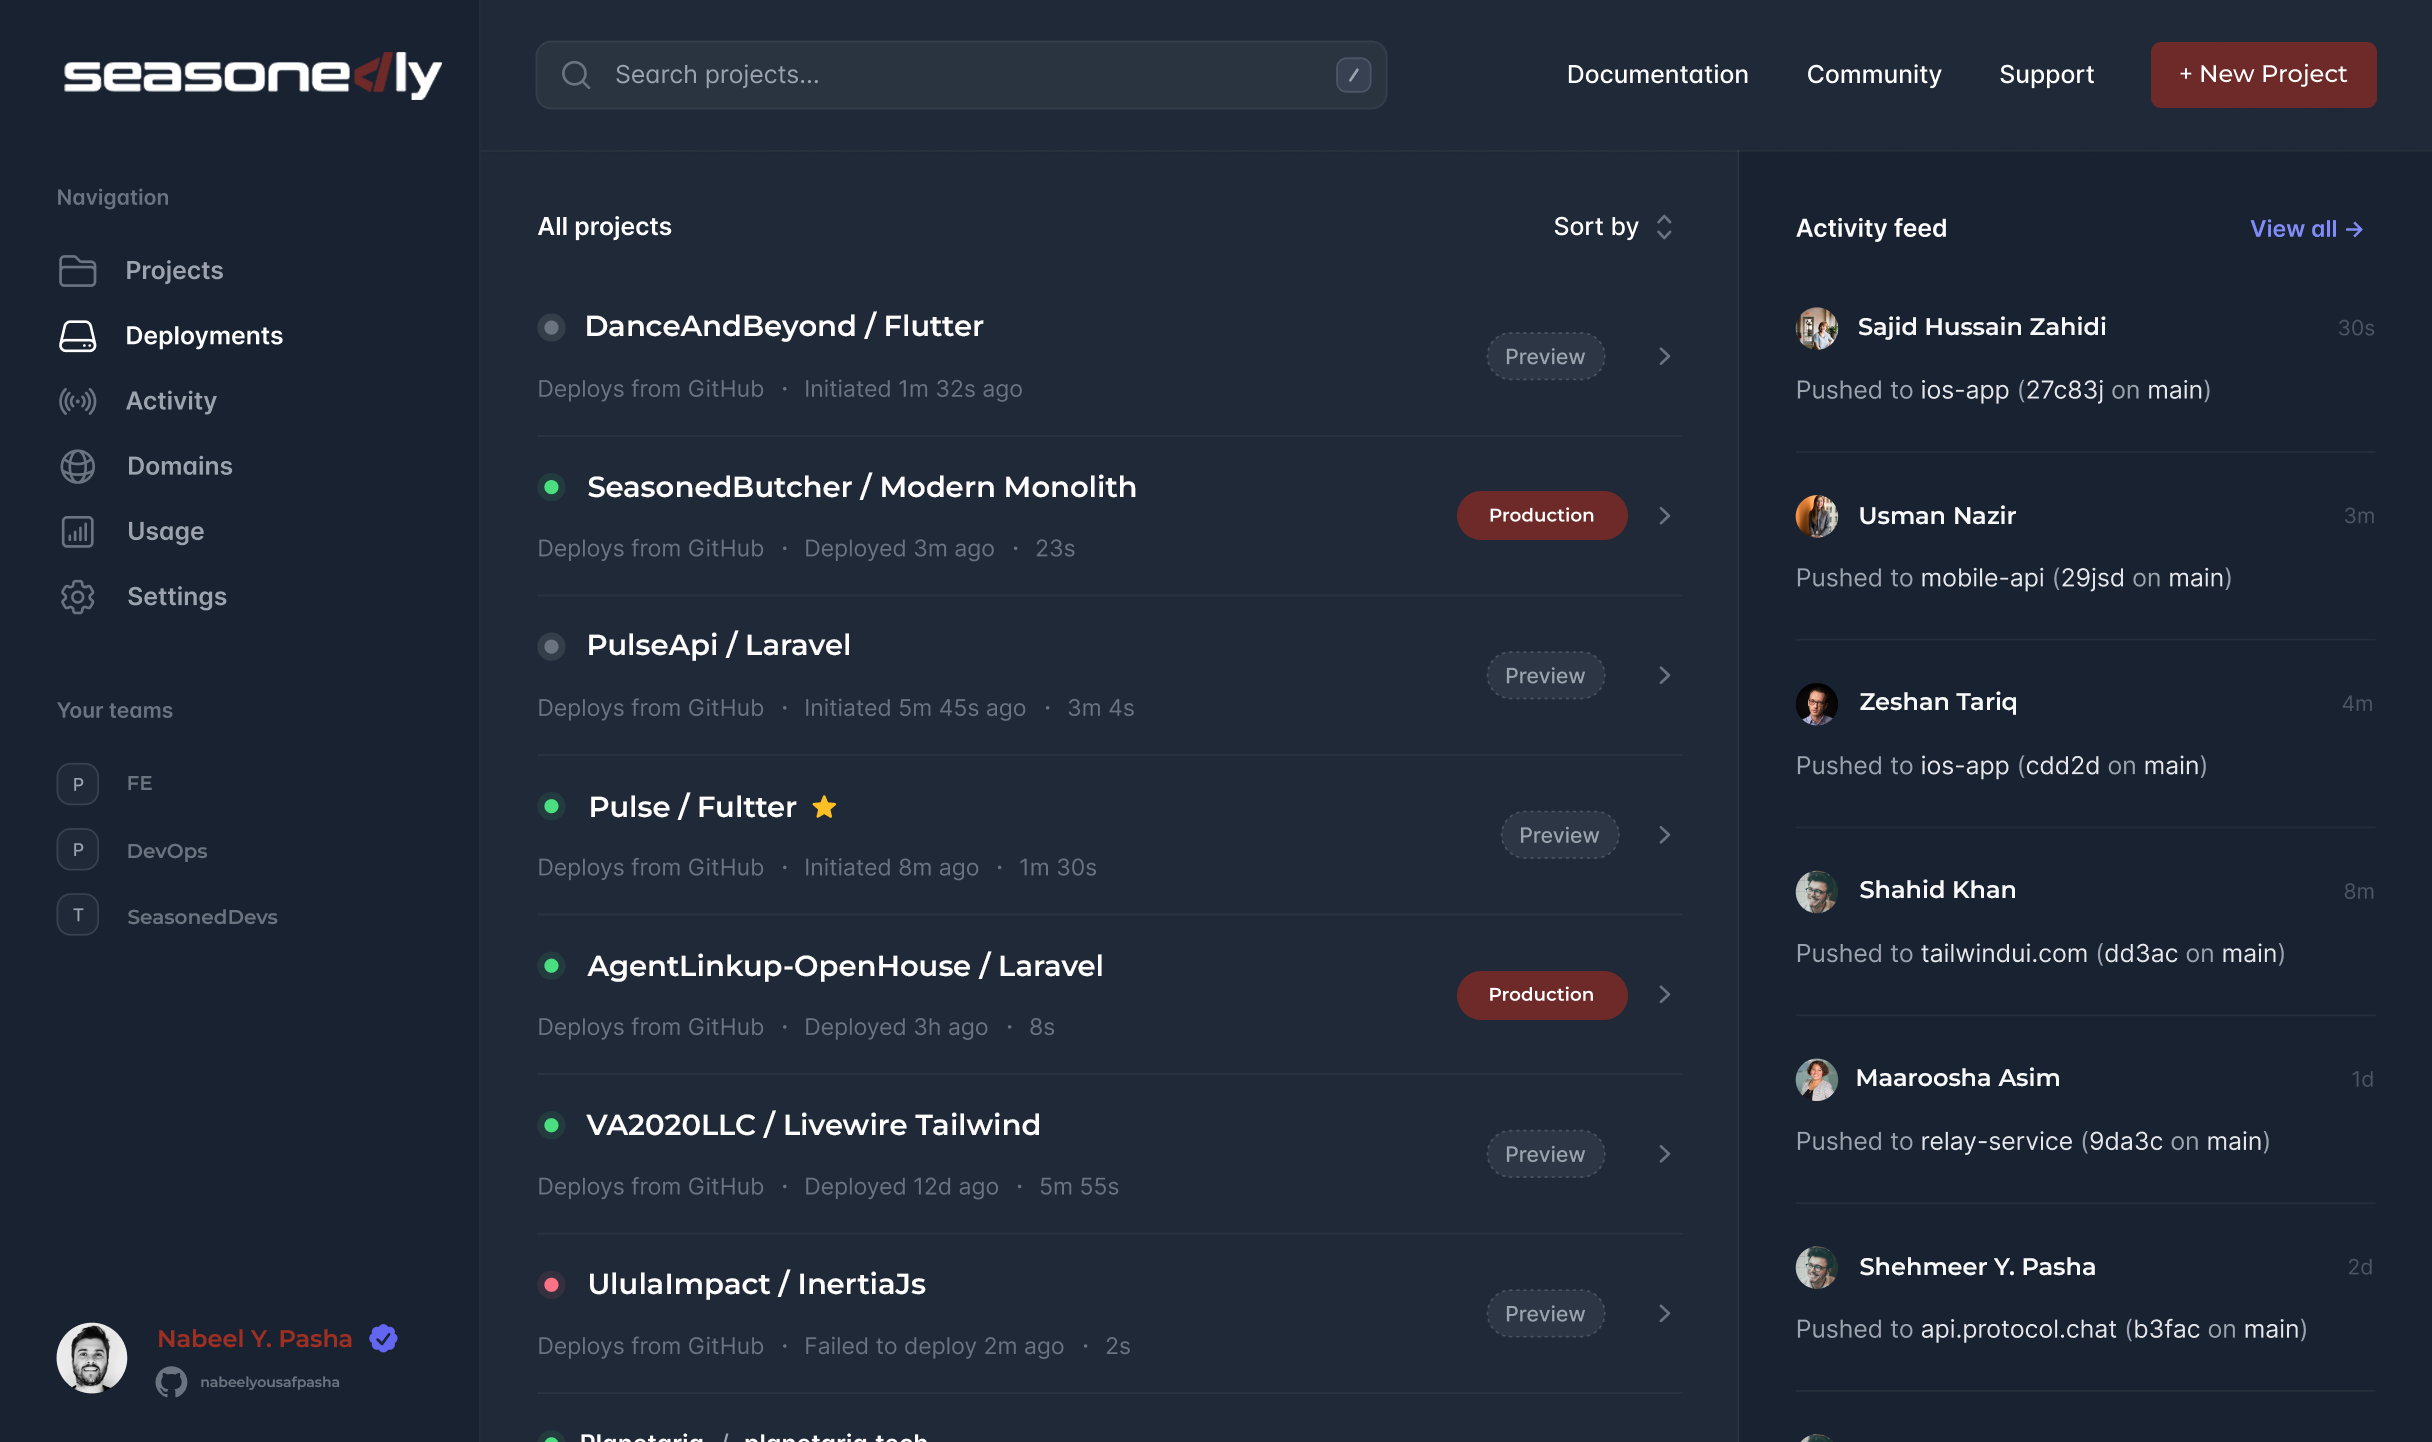 seasonedly
Search projects...
/
Documentation
Community
Support
+ New Project
Navigation
Projects
Deployments
Activity
Domains
Usage
Settings
Your teams
P FE
P DevOps
T SeasonedDevs
Nabeel Y. Pasha
nabeelyousafpasha
All projects
Sort by
DanceAndBeyond / Flutter
Deploys from GitHub · Initiated 1m 32s ago
Preview
SeasonedButcher / Modern Monolith
Deploys from GitHub · Deployed 3m ago · 23s
Production
PulseApi / Laravel
Deploys from GitHub · Initiated 5m 45s ago · 3m 4s
Preview
Pulse / Fultter
Deploys from GitHub · Initiated 8m ago · 1m 30s
Preview
AgentLinkup-OpenHouse / Laravel
Deploys from GitHub · Deployed 3h ago · 8s
Production
VA2020LLC / Livewire Tailwind
Deploys from GitHub · Deployed 12d ago · 5m 55s
Preview
UlulaImpact / InertiaJs
Deploys from GitHub · Failed to deploy 2m ago · 2s
Preview
Planetaria / planetaria.tech
Activity feed
View all →
Sajid Hussain Zahidi 30s
Pushed to ios-app (27c83j on main)
Usman Nazir 3m
Pushed to mobile-api (29jsd on main)
Zeshan Tariq 4m
Pushed to ios-app (cdd2d on main)
Shahid Khan 8m
Pushed to tailwindui.com (dd3ac on main)
Maaroosha Asim 1d
Pushed to relay-service (9da3c on main)
Shehmeer Y. Pasha 2d
Pushed to api.protocol.chat (b3fac on main)